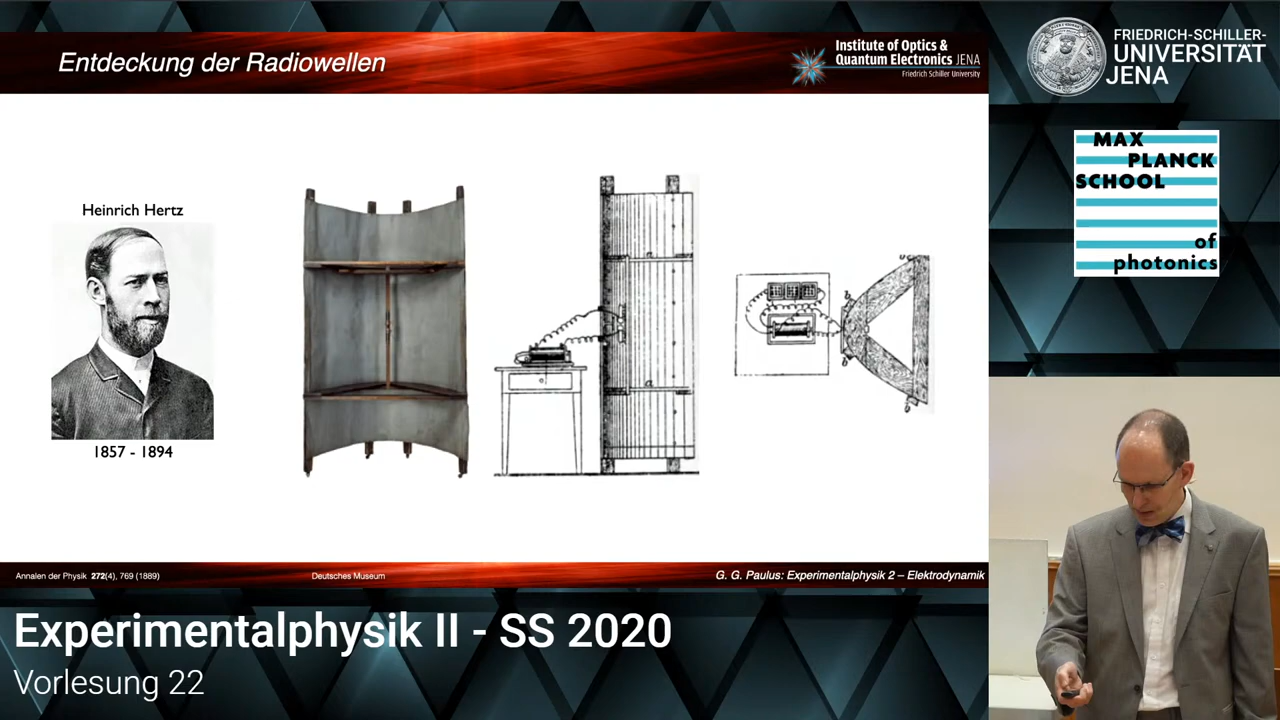 Entdeckung der Radiowellen
Institute of Optics &
Quantum Electronics JENA
Friedrich Schiller University
FRIEDRICH-SCHILLER-
UNIVERSITÄT
JENA
MAX
PLANCK
SCHOOL
of
photonics
Heinrich Hertz
1857 - 1894
Annalen der Physik 272(4), 769 (1889)
Deutsches Museum
G. G. Paulus: Experimentalphysik 2 – Elektrodynamik
Experimentalphysik II - SS 2020
Vorlesung 22